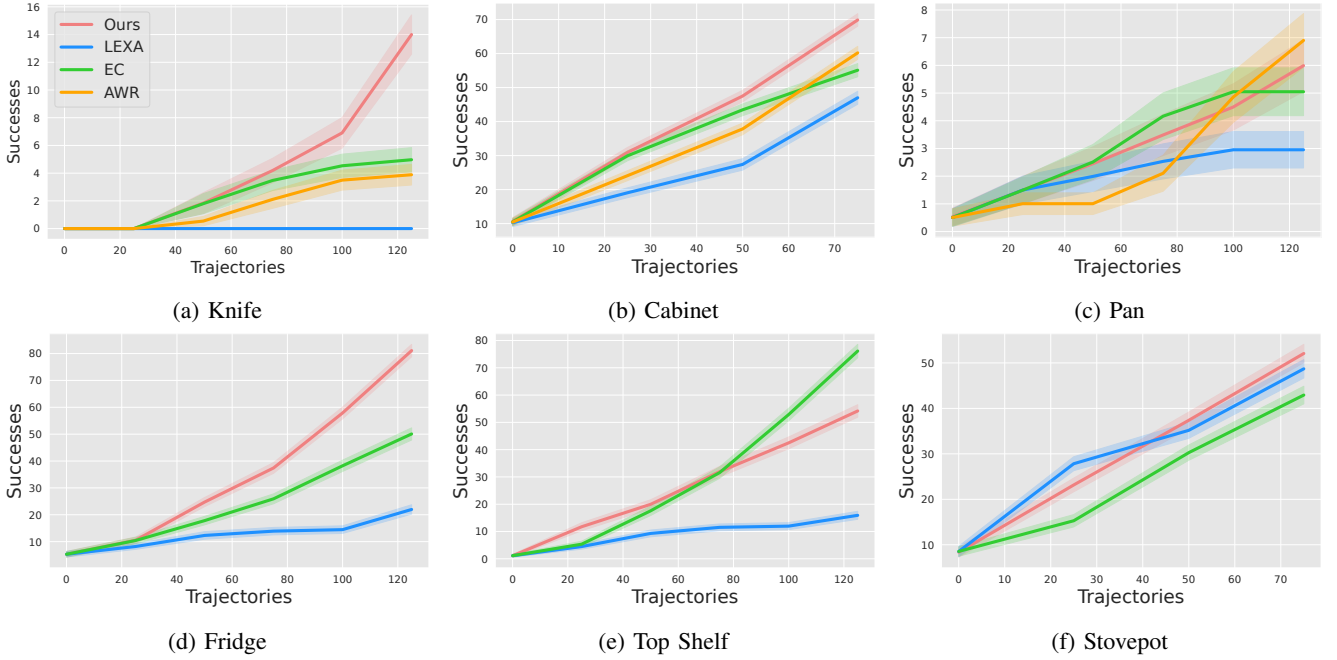 16
14
12
10
8
6
4
2
0
Successes
Ours
LEXA
EC
AWR
0 20 40 60 80 100 120
Trajectories
(a) Knife
70
60
50
40
30
20
10
Successes
0 10 20 30 40 50 60 70
Trajectories
(b) Cabinet
8
7
6
5
4
3
2
1
0
Successes
0 20 40 60 80 100 120
Trajectories
(c) Pan
80
70
60
50
40
30
20
10
Successes
0 20 40 60 80 100 120
Trajectories
(d) Fridge
80
70
60
50
40
30
20
10
0
Successes
0 20 40 60 80 100 120
Trajectories
(e) Top Shelf
50
40
30
20
10
Successes
0 10 20 30 40 50 60 70
Trajectories
(f) Stovepot